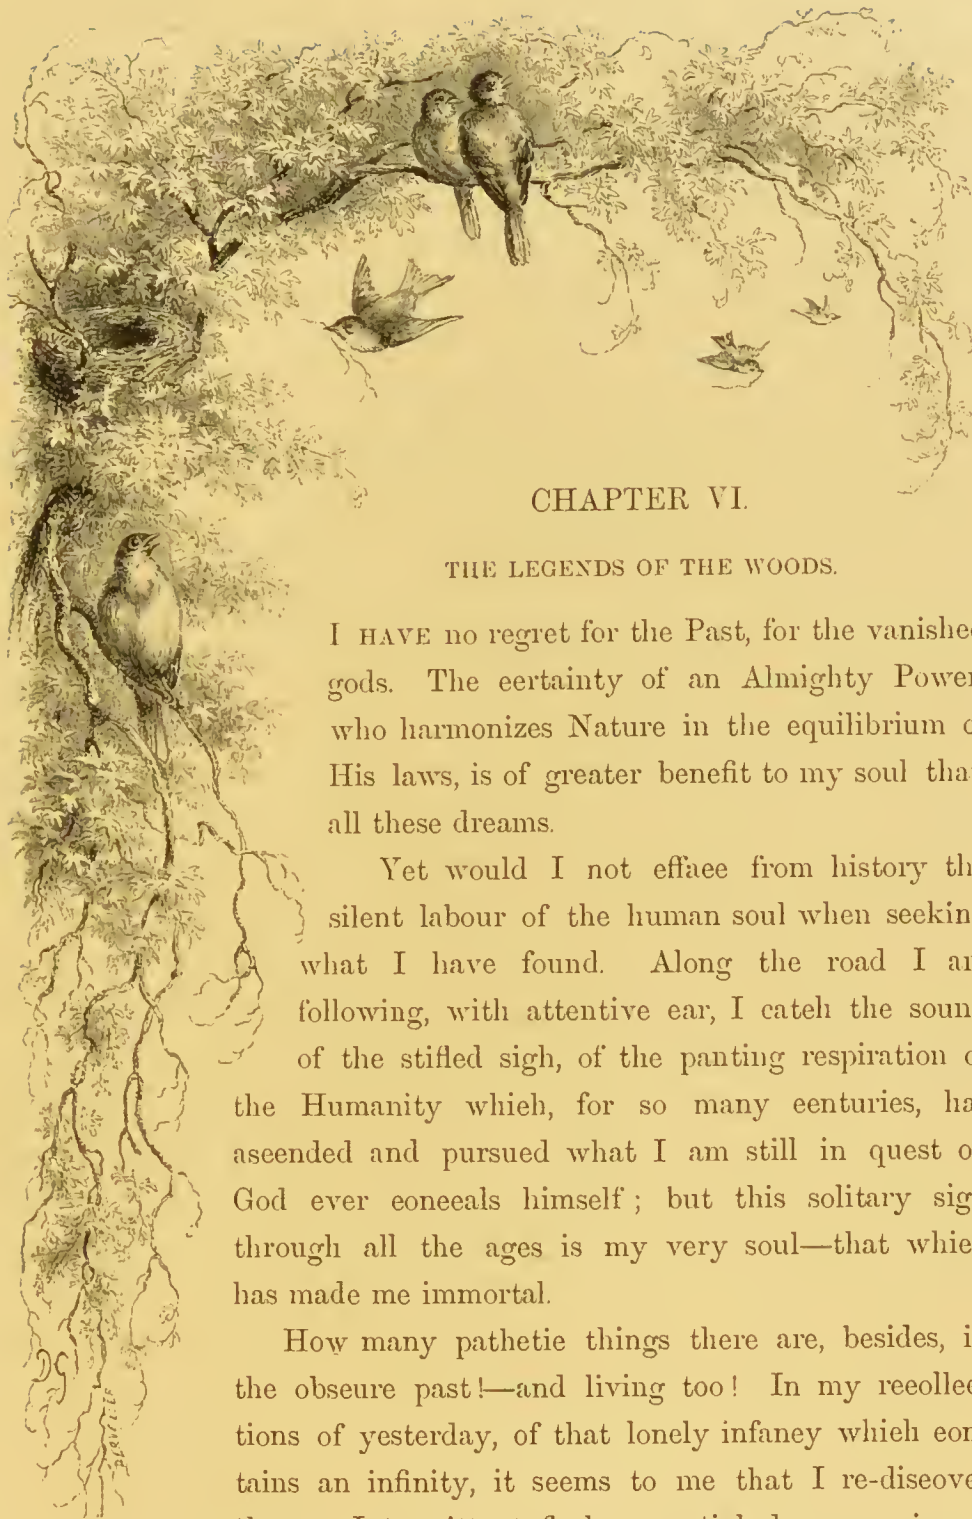 CHAPTER VI.
THE LEGENDS OF THE WOODS.
I HAVE no regret for the Past, for the vanishe
gods. The eertainty of an Almighty Power
who harmonizes Nature in the equilibrium o
His laws, is of greater benefit to my soul tha
all these dreams.
Yet would I not effaee from history th
silent labour of the human soul when seekin
what I have found. Along the road I a
following, with attentive ear, I cateh the soun
of the stifled sigh, of the panting respiration o
the Humanity whieh, for so many eenturies, ha
aseended and pursued what I am still in quest o
God ever eoneeals himself; but this solitary sig
through all the ages is my very soul—that whie
has made me immortal.
How many pathetie things there are, besides, i
the obseure past!—and living too! In my reeollee
tions of yesterday, of that lonely infaney whieh eon
tains an infinity, it seems to me that I re-diseove